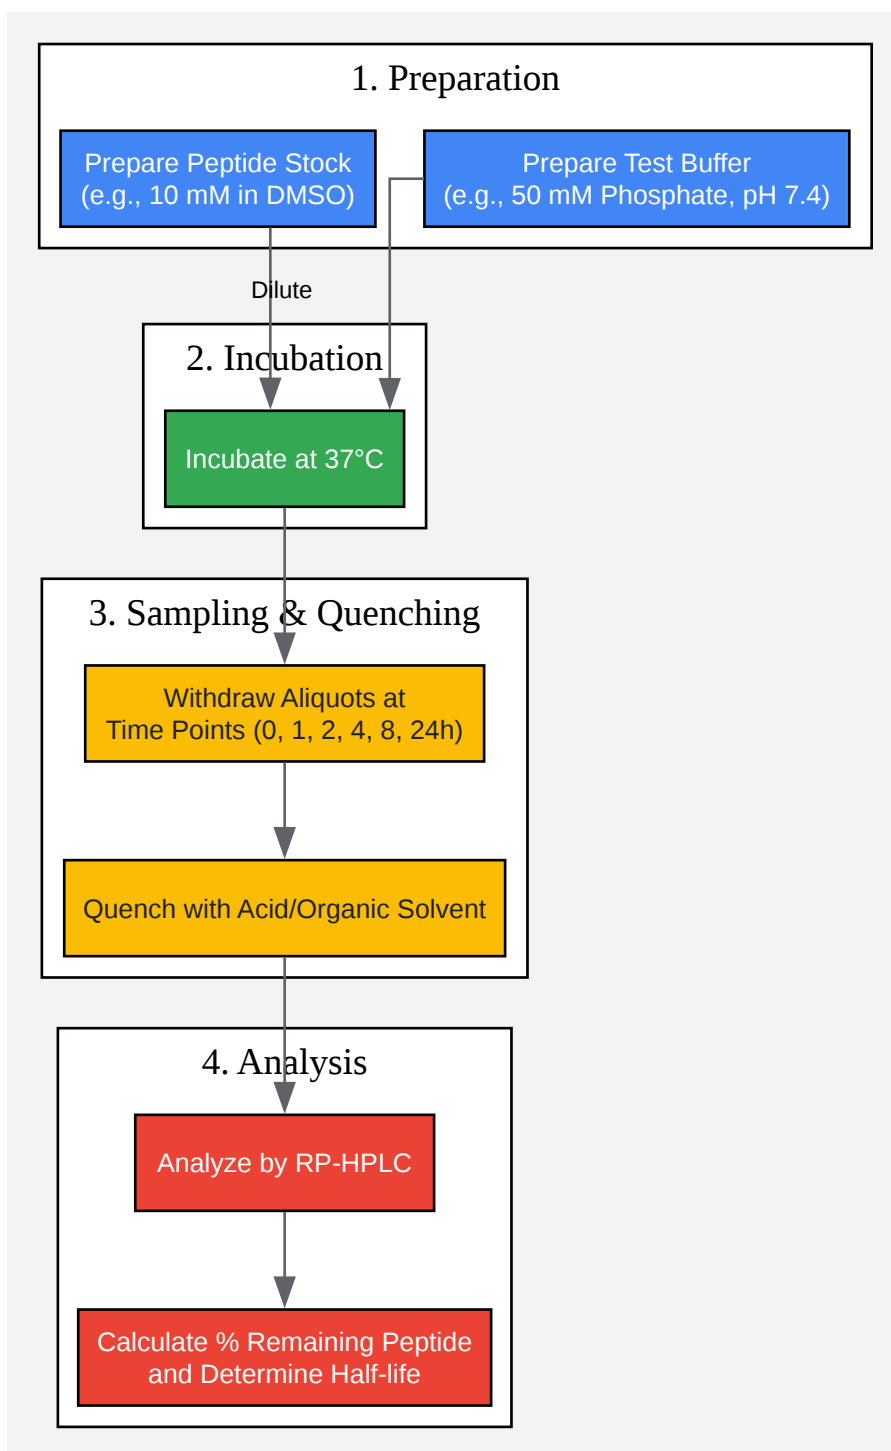 1. Preparation
Prepare Peptide Stock
(e.g., 10 mM in DMSO)
Prepare Test Buffer
(e.g., 50 mM Phosphate, pH 7.4)
Dilute
2. Incubation
Incubate at 37°C
3. Sampling & Quenching
Withdraw Aliquots at
Time Points (0, 1, 2, 4, 8, 24h)
Quench with Acid/Organic Solvent
4. Analysis
Analyze by RP-HPLC
Calculate % Remaining Peptide
and Determine Half-life